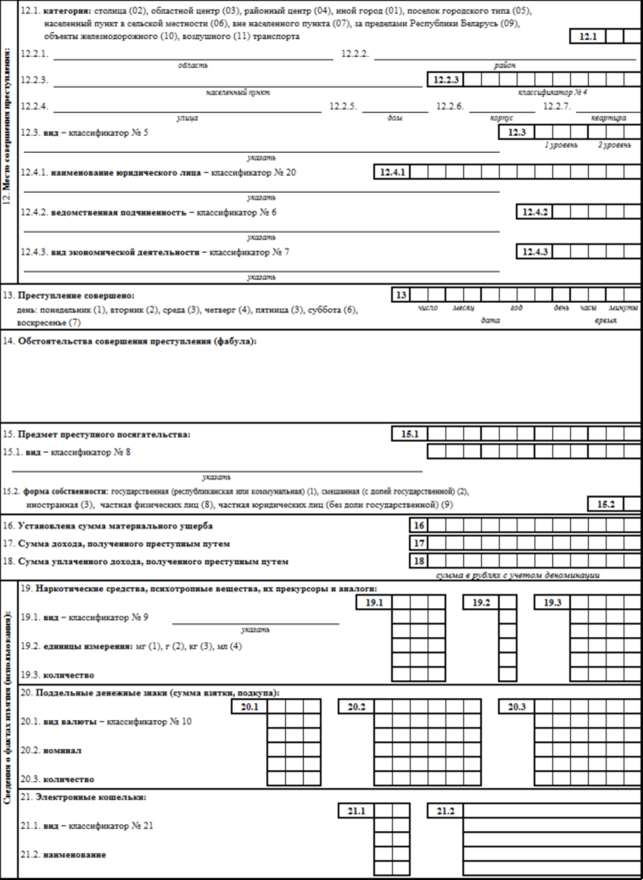 12. Место совершения преступления:
12.1. категория: столица (02), областной центр (03), районный центр (04), иной город (01), поселок городского типа (05),
населенный пункт в сельской местности (06), вне населенного пункта (07), за пределами Республики Беларусь (09),
объекты железнодорожного (10), воздушного (11) транспорта
12.1
12.2.1. 12.2.2.
область район
12.2.3. 12.2.3
населенный пункт классификатор № 4
12.2.4. 12.2.5. 12.2.6. 12.2.7.
улица дом корпус квартира
12.3. вид – классификатор № 5 12.3
1 уровень 2 уровень
указать
12.4.1. наименование юридического лица – классификатор № 20 12.4.1
указать
12.4.2. ведомственная подчиненность – классификатор № 6 12.4.2
указать
12.4.3. вид экономической деятельности – классификатор № 7 12.4.3
указать
13. Преступление совершено: 13
день: понедельник (1), вторник (2), среда (3), четверг (4), пятница (3), суббота (6), число месяц год день часы минуты
воскресенье (7) дата время
14. Обстоятельства совершения преступления (фабула):
15. Предмет преступного посягательства: 15.1
15.1. вид – классификатор № 8
указать
15.2. форма собственности: государственная (республиканская или коммунальная) (1), смешанная (с долей государственной) (2),
иностранная (3), частная физических лиц (8), частная юридических лиц (без доли государственной) (9) 15.2
16. Установлена сумма материального ущерба 16
17. Сумма дохода, полученного преступным путем 17
18. Сумма уплаченного дохода, полученного преступным путем 18
сумма в рублях с учетом деноминации
Сведения о фактах изъятия (использования):
19. Наркотические средства, психотропные вещества, их прекурсоры и аналоги:
19.1 19.2 19.3
19.1. вид – классификатор № 9
указать
19.2. единицы измерения: мг (1), г (2), кг (3), мл (4)
19.3. количество
20. Поддельные денежные знаки (сумма взятки, подкупа):
20.1 20.2 20.3
20.1. вид валюты – классификатор № 10
20.2. номинал
20.3. количество
21. Электронные кошельки:
21.1 21.2
21.1. вид – классификатор № 21
21.2. наименование